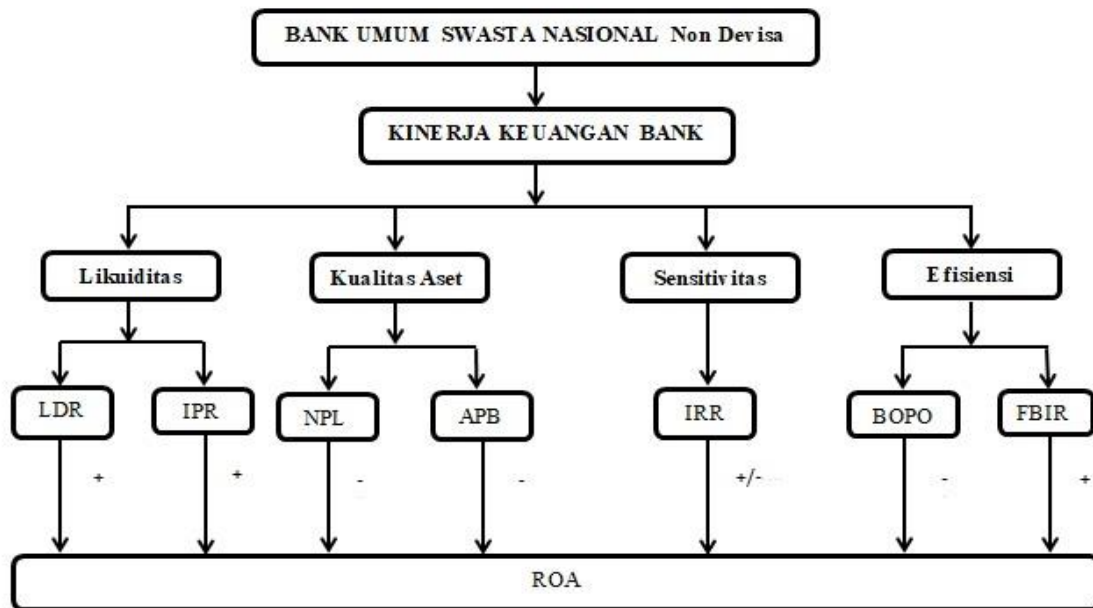 BANK UMUM SWASTA NASIONAL Non Devisa
KINERJA KEUANGAN BANK
Likuiditas
Kualitas Aset
Sensitivitas
Efisiensi
LDR
IPR
NPL
APB
IRR
BOPO
FBIR
+
+
-
-
+/-
-
+
ROA